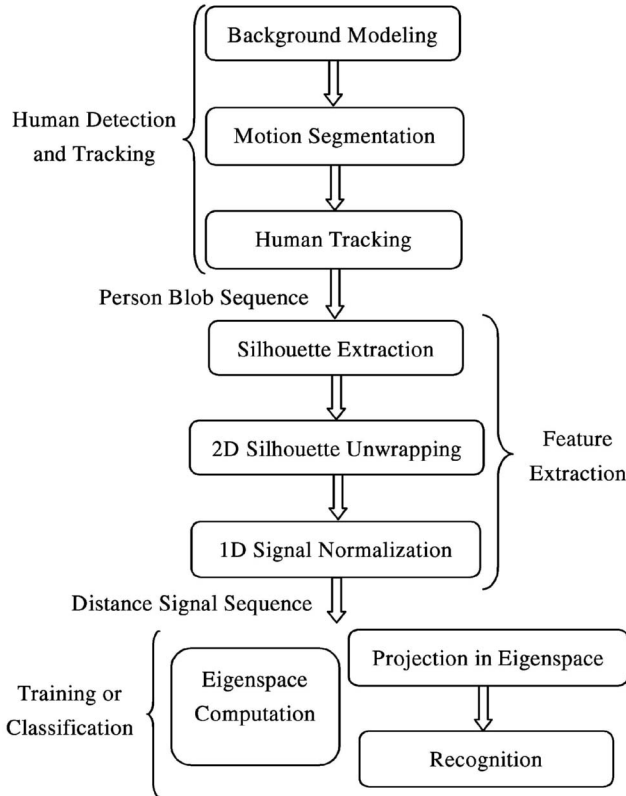 Background Modeling
Human Detection
and Tracking
Motion Segmentation
Human Tracking
Person Blob Sequence
Silhouette Extraction
2D Silhouette Unwrapping
Feature
Extraction
1D Signal Normalization
Distance Signal Sequence
Training or
Classification
Eigenspace
Computation
Projection in Eigenspace
Recognition